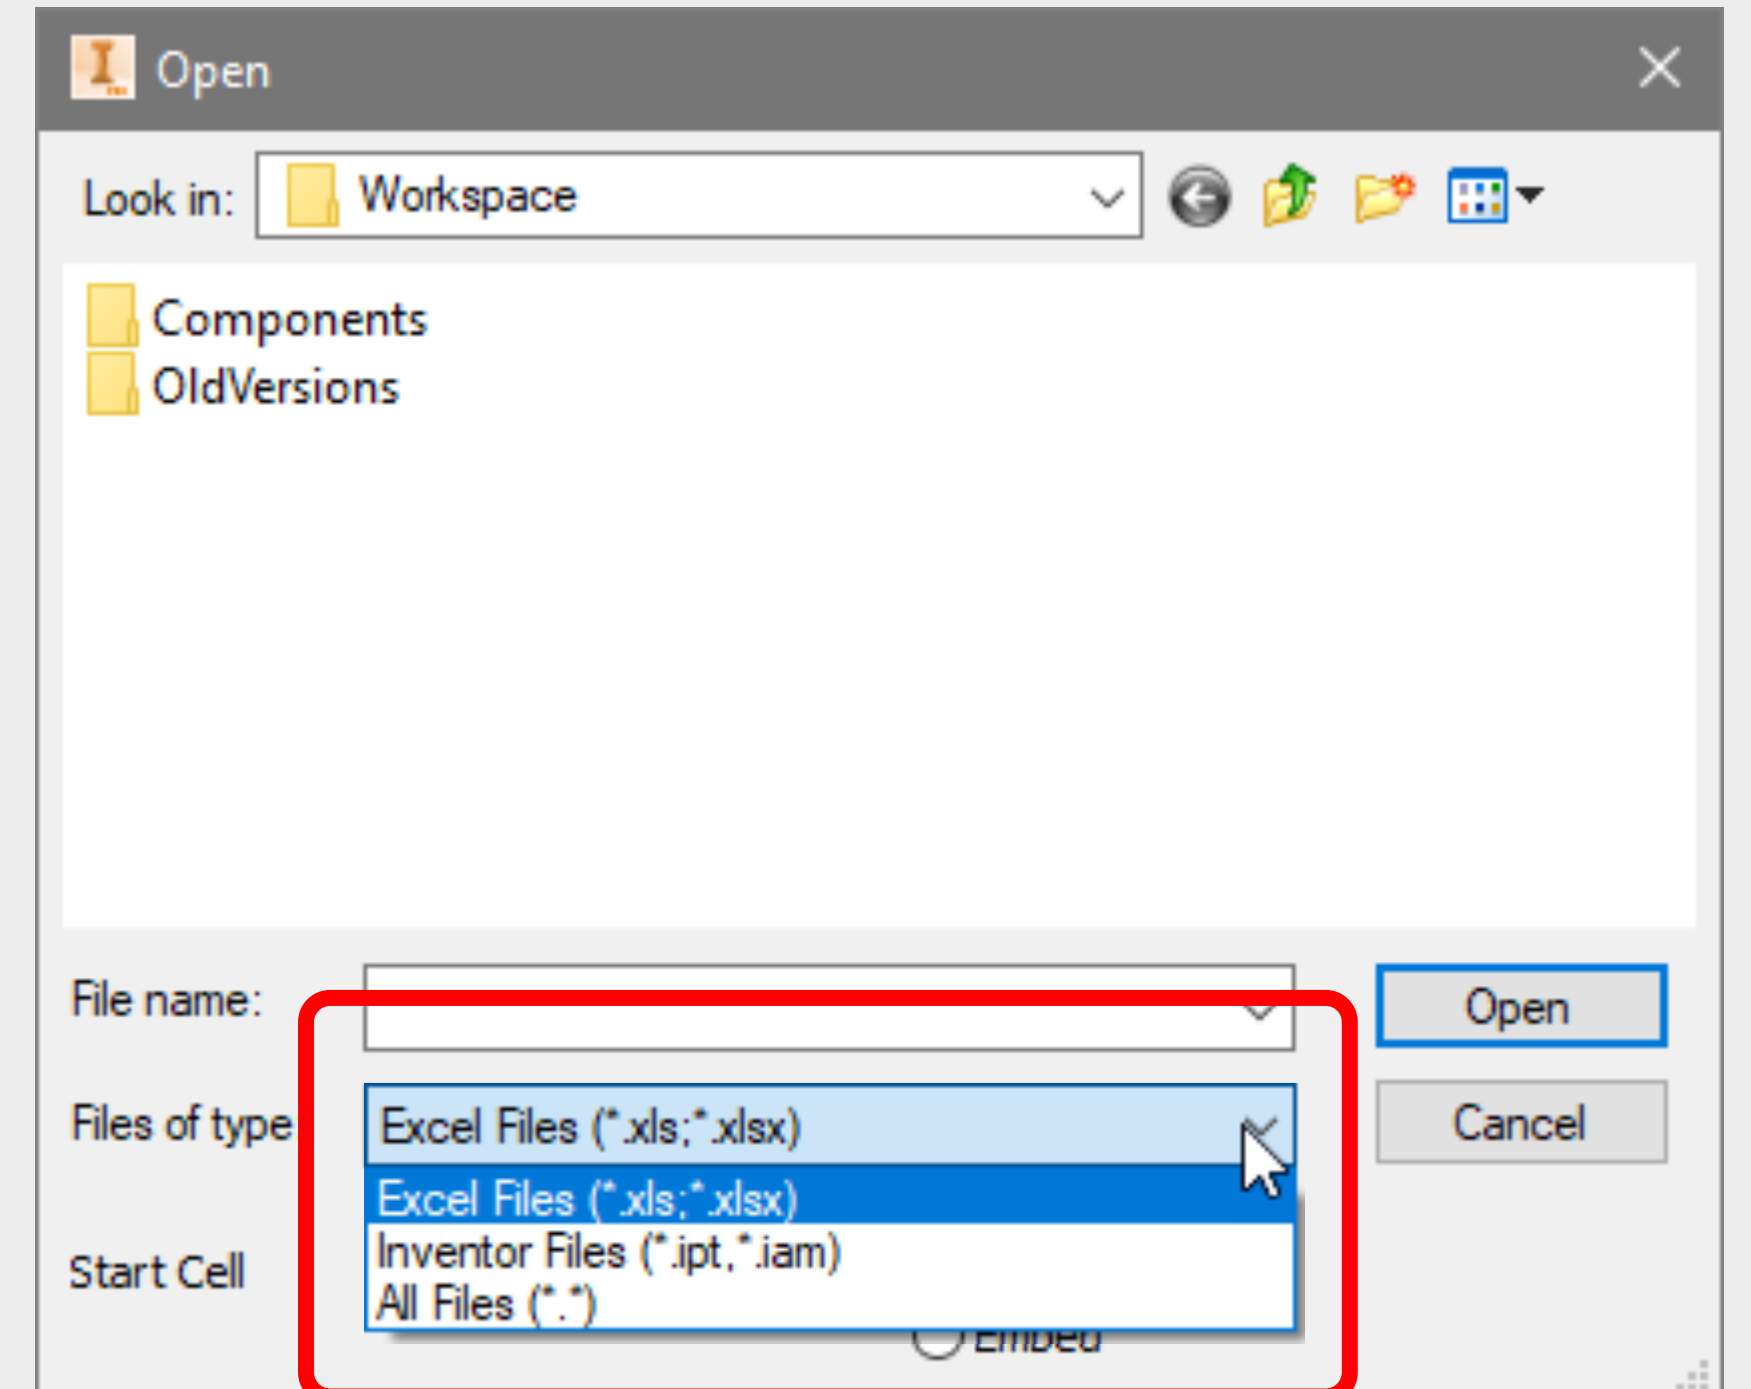 Open
Look in: Workspace
Components
OldVersions
File name:
Open
Files of type: Excel Files (*.xls;*.xlsx)
Cancel
Excel Files (*.xls;*.xlsx)
Inventor Files (*.ipt,*.iam)
All Files (*.*)
Start Cell
Embed